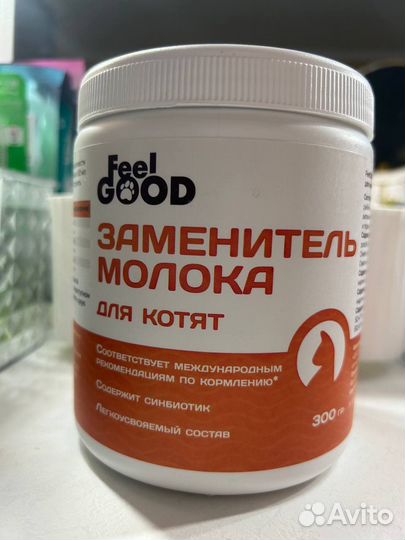 Feel
GOOD
ЗАМЕНИТЕЛЬ
МОЛОКА
ДЛЯ КОТЯТ
СООТВЕТСТВУЕТ МЕЖДУНАРОДНЫМ
РЕКОМЕНДАЦИЯМ ПО КОРМЛЕНИЮ*
СОДЕРЖИТ СИНБИОТИК
ЛЕГКОУСВОЯЕМЫЙ СОСТАВ
300 ГР.
Avito